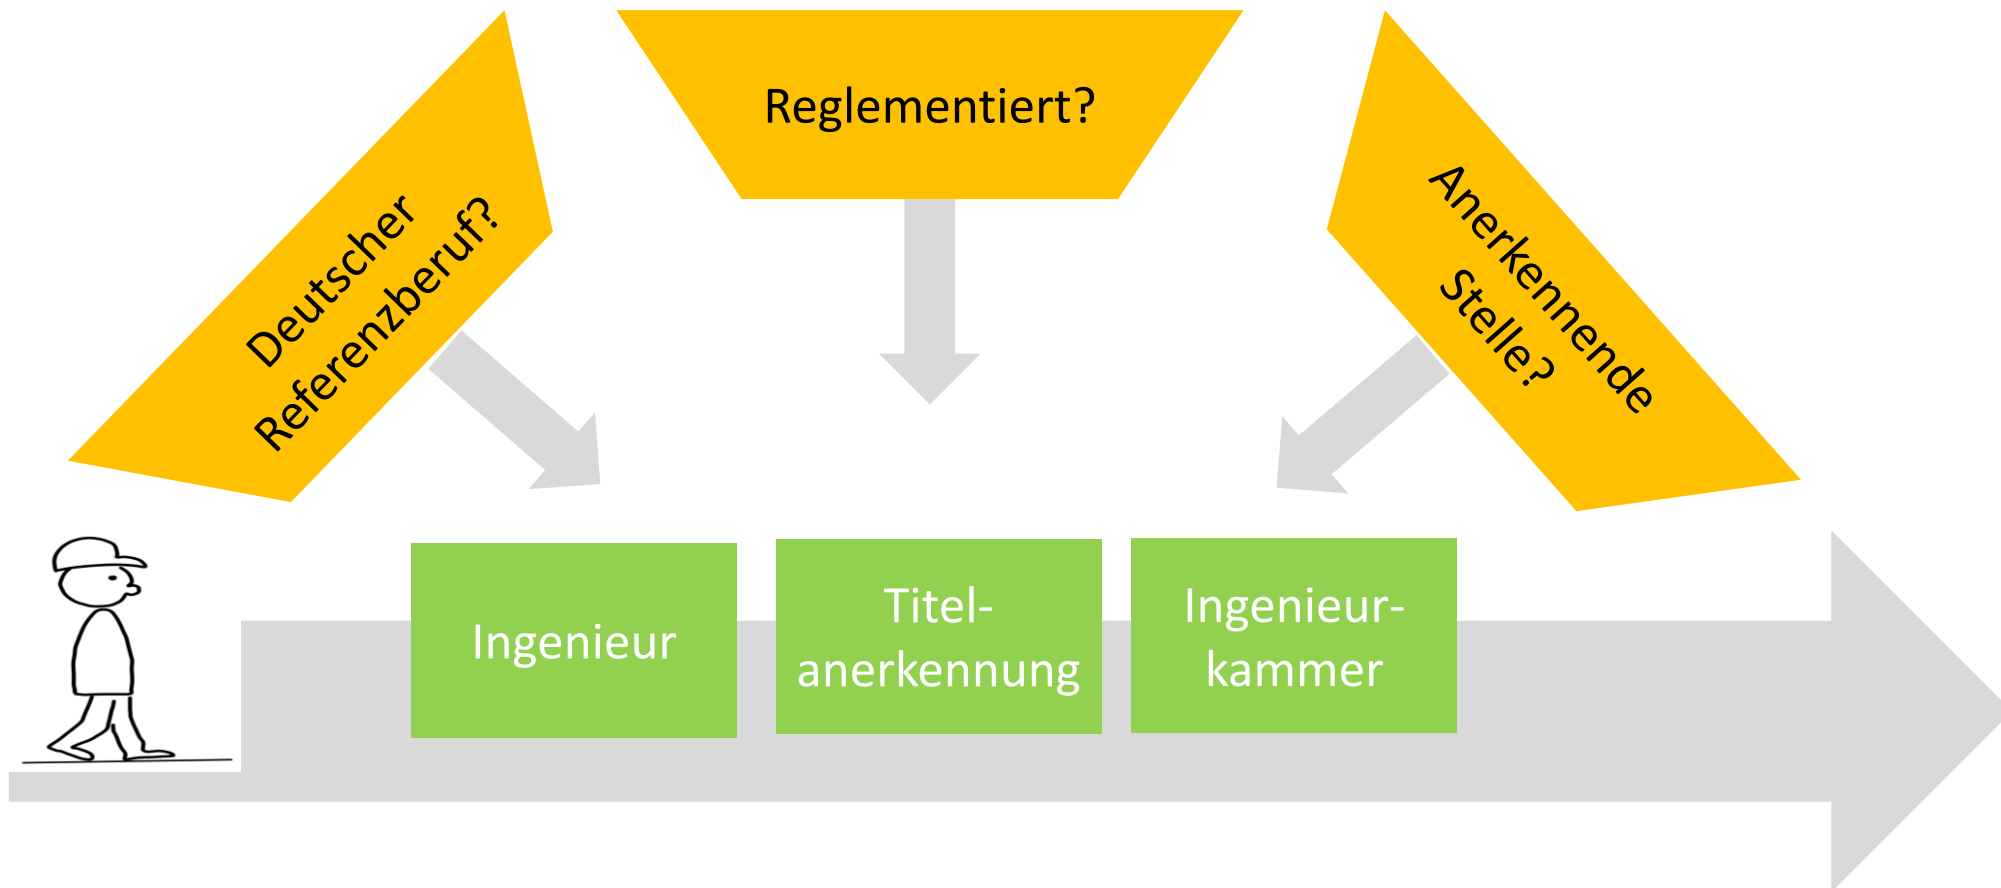 Deutscher
Referenzberuf?
Reglementiert?
Anerkennende
Stelle?
Ingenieur
Titel-
anerkennung
Ingenieur-
kammer